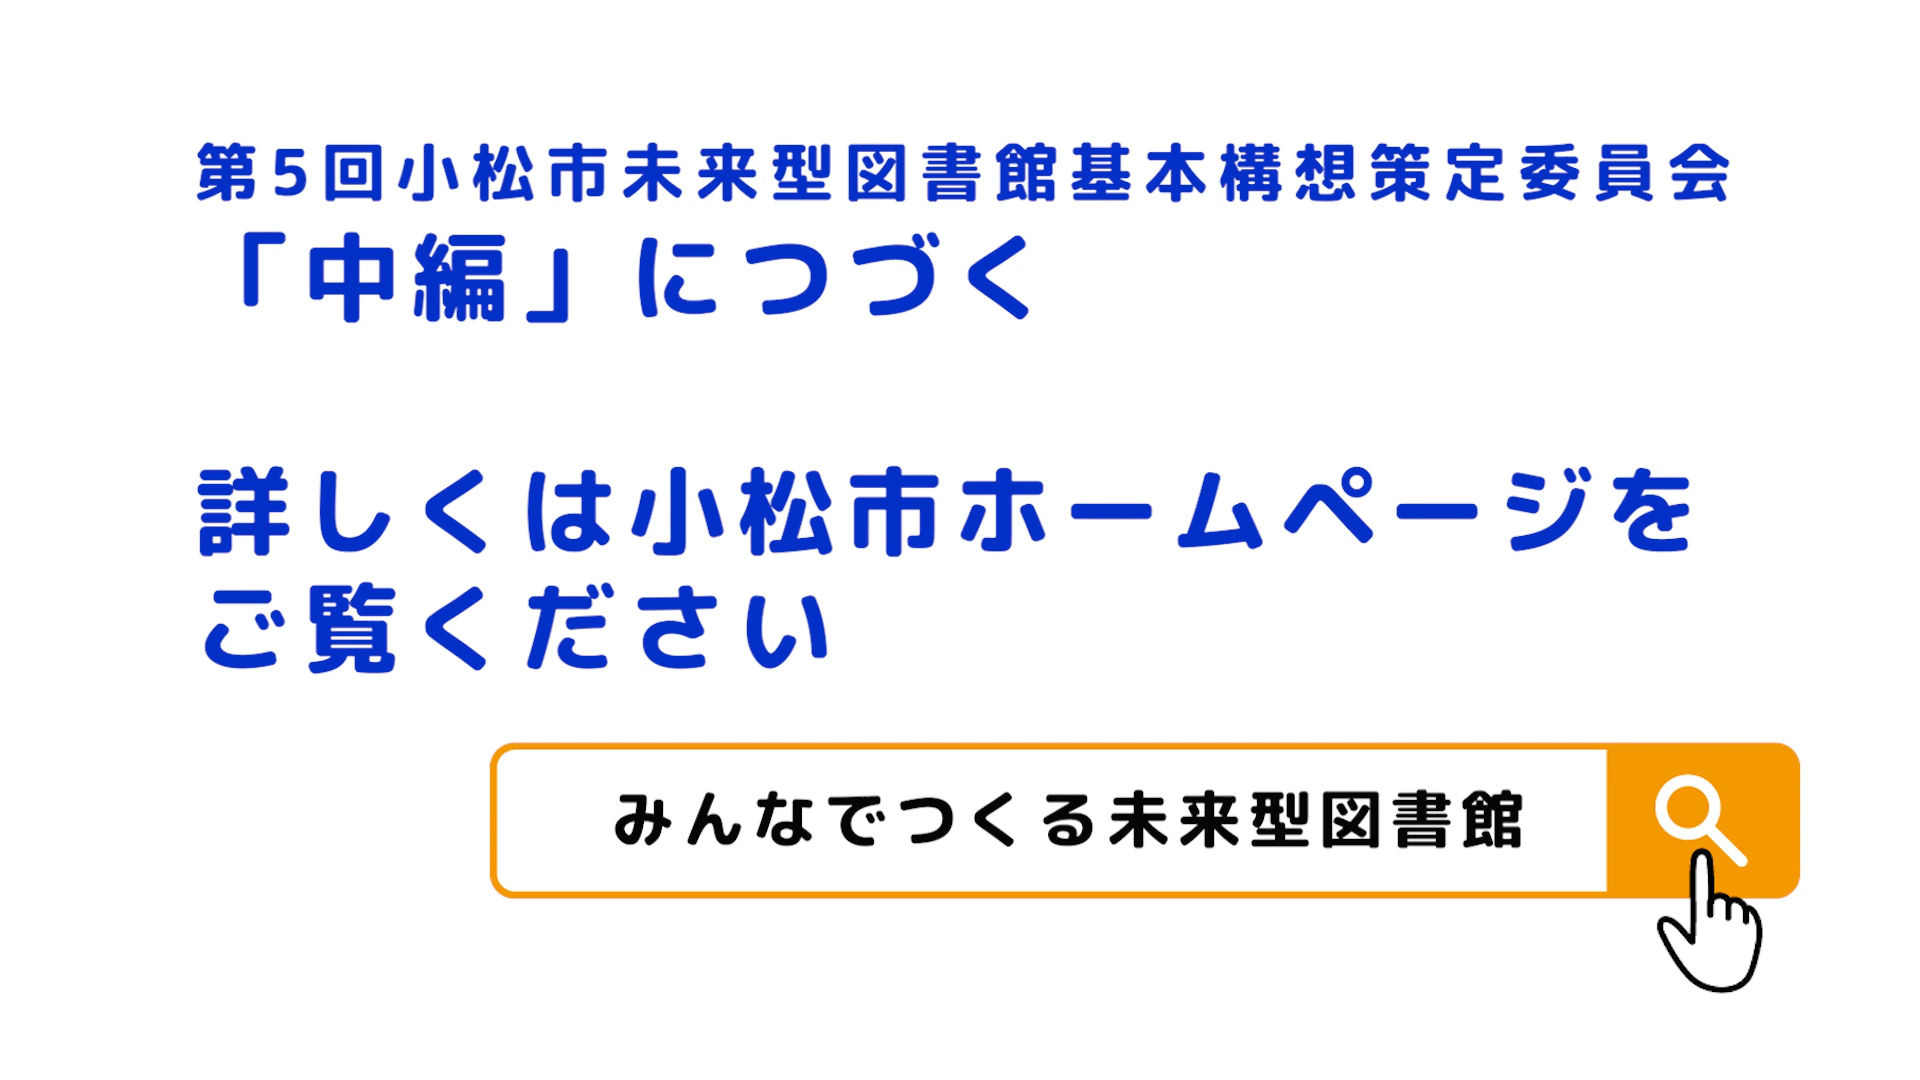 第5回小松市未来型図書館基本構想策定委員会
「中編」につづく
詳しくは小松市ホームページを
ご覧ください
みんなでつくる未来型図書館